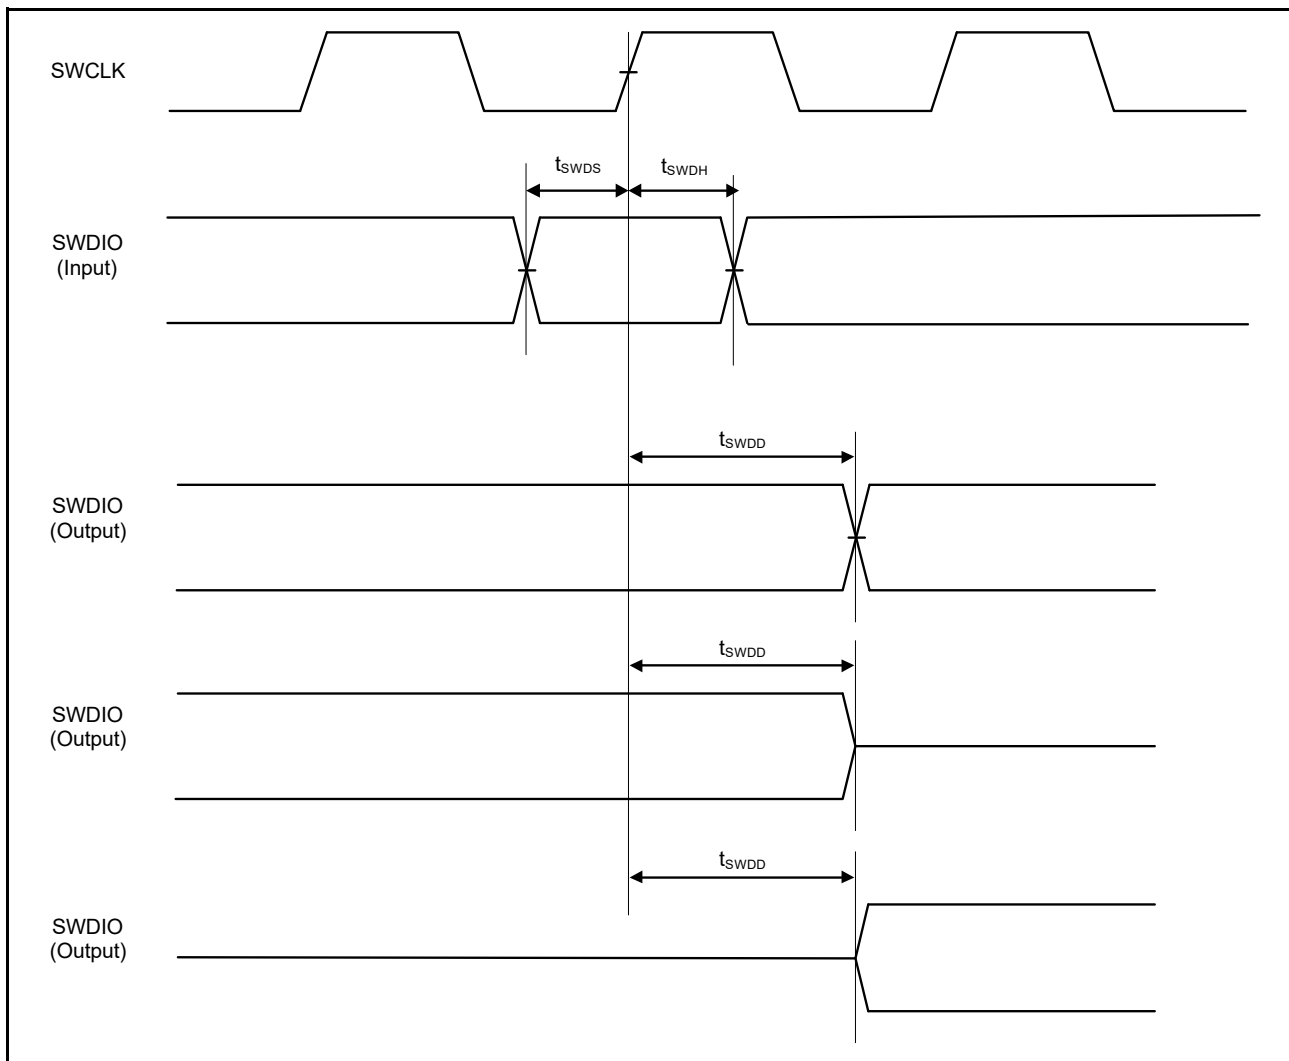 SWCLK
tSWDS
tSWDH
SWDIO
(Input)
tSWDD
SWDIO
(Output)
tSWDD
SWDIO
(Output)
tSWDD
SWDIO
(Output)